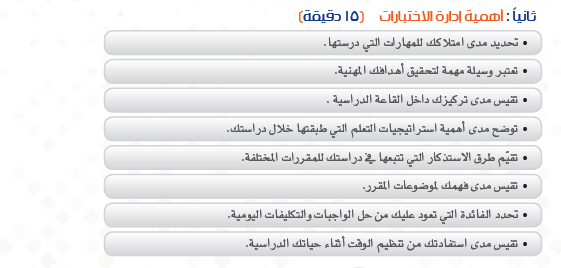 ثانياً : أهمية إدارة الاختبارات (١٥ دقيقة)
• تحديد مدى امتلاكك للمهارات التي درستها .
• تعتبر وسيلة مهمة لتحقيق أهدافك المهنية.
• تقيس مدى تركيزك داخل القاعة الدراسية .
• توضح مدى أهمية استراتيجيات التعلم التي طبقتها خلال دراستك.
• تقيّم طرق الاستذكار التي تتبعها في دراستك للمقررات المختلفة.
• تقيس مدى فهمك لموضوعات المقرر.
• تحدد الفائدة التي تعود عليك من حل الواجبات والتكليفات اليومية.
• تقيس مدى استفادتك من تنظيم الوقت أثناء حياتك الدراسية.